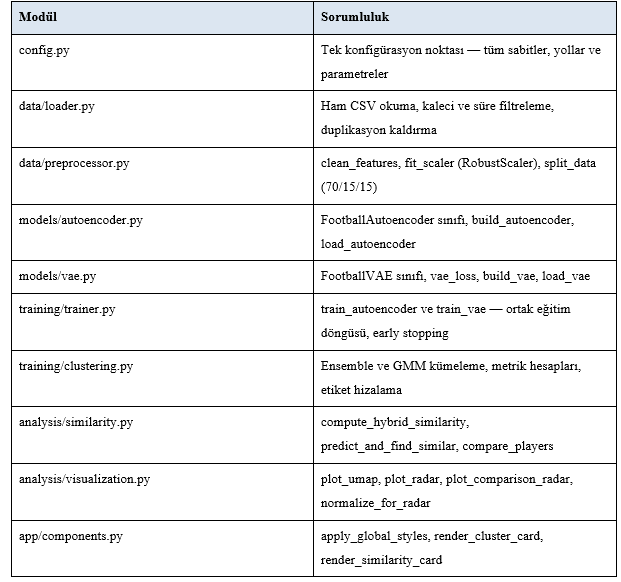 Modül
Sorumluluk
config.py
Tek konfigürasyon noktası — tüm sabitler, yollar ve
parametreler
data/loader.py
Ham CSV okuma, kaleci ve süre filtreleme,
duplikasyon kaldırma
data/preprocessor.py
clean_features, fit_scaler (RobustScaler), split_data
(70/15/15)
models/autoencoder.py
FootballAutoencoder sınıfı, build_autoencoder,
load_autoencoder
models/vae.py
FootballVAE sınıfı, vae_loss, build_vae, load_vae
training/trainer.py
train_autoencoder ve train_vae — ortak eğitim
döngüsü, early stopping
training/clustering.py
Ensemble ve GMM kümeleme, metrik hesapları,
etiket hizalama
analysis/similarity.py
compute_hybrid_similarity,
predict_and_find_similar, compare_players
analysis/visualization.py
plot_umap, plot_radar, plot_comparison_radar,
normalize_for_radar
app/components.py
apply_global_styles, render_cluster_card,
render_similarity_card